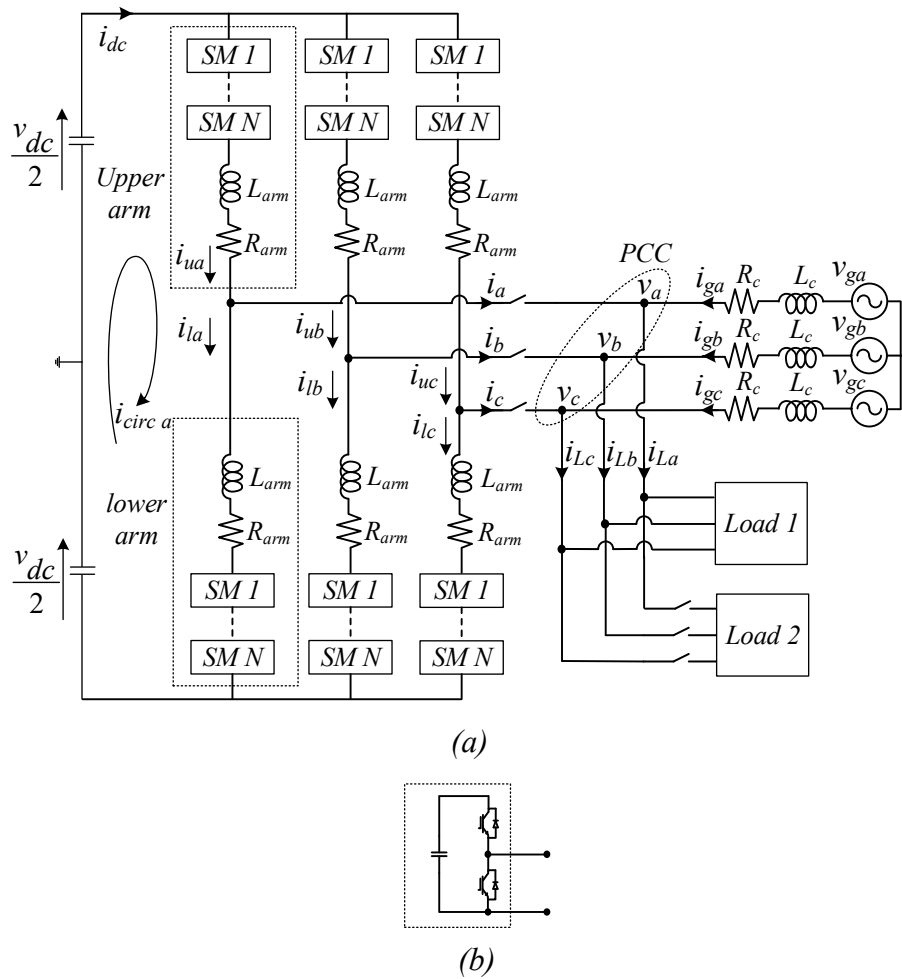 i_dc
SM 1 SM 1 SM 1
SM N SM N SM N
v_dc/2
Upper arm
L_arm L_arm L_arm
R_arm R_arm R_arm
i_ua
PCC
i_a v_a i_ga R_c L_c v_ga
i_la i_ub
i_b v_b i_gb R_c L_c v_gb
i_lb i_uc
i_c v_c i_gc R_c L_c v_gc
i_circ a
i_lc
i_Lc i_Lb i_La
L_arm L_arm L_arm
lower arm
Load 1
R_arm R_arm R_arm
v_dc/2
SM 1 SM 1 SM 1
Load 2
SM N SM N SM N
(a)
(b)